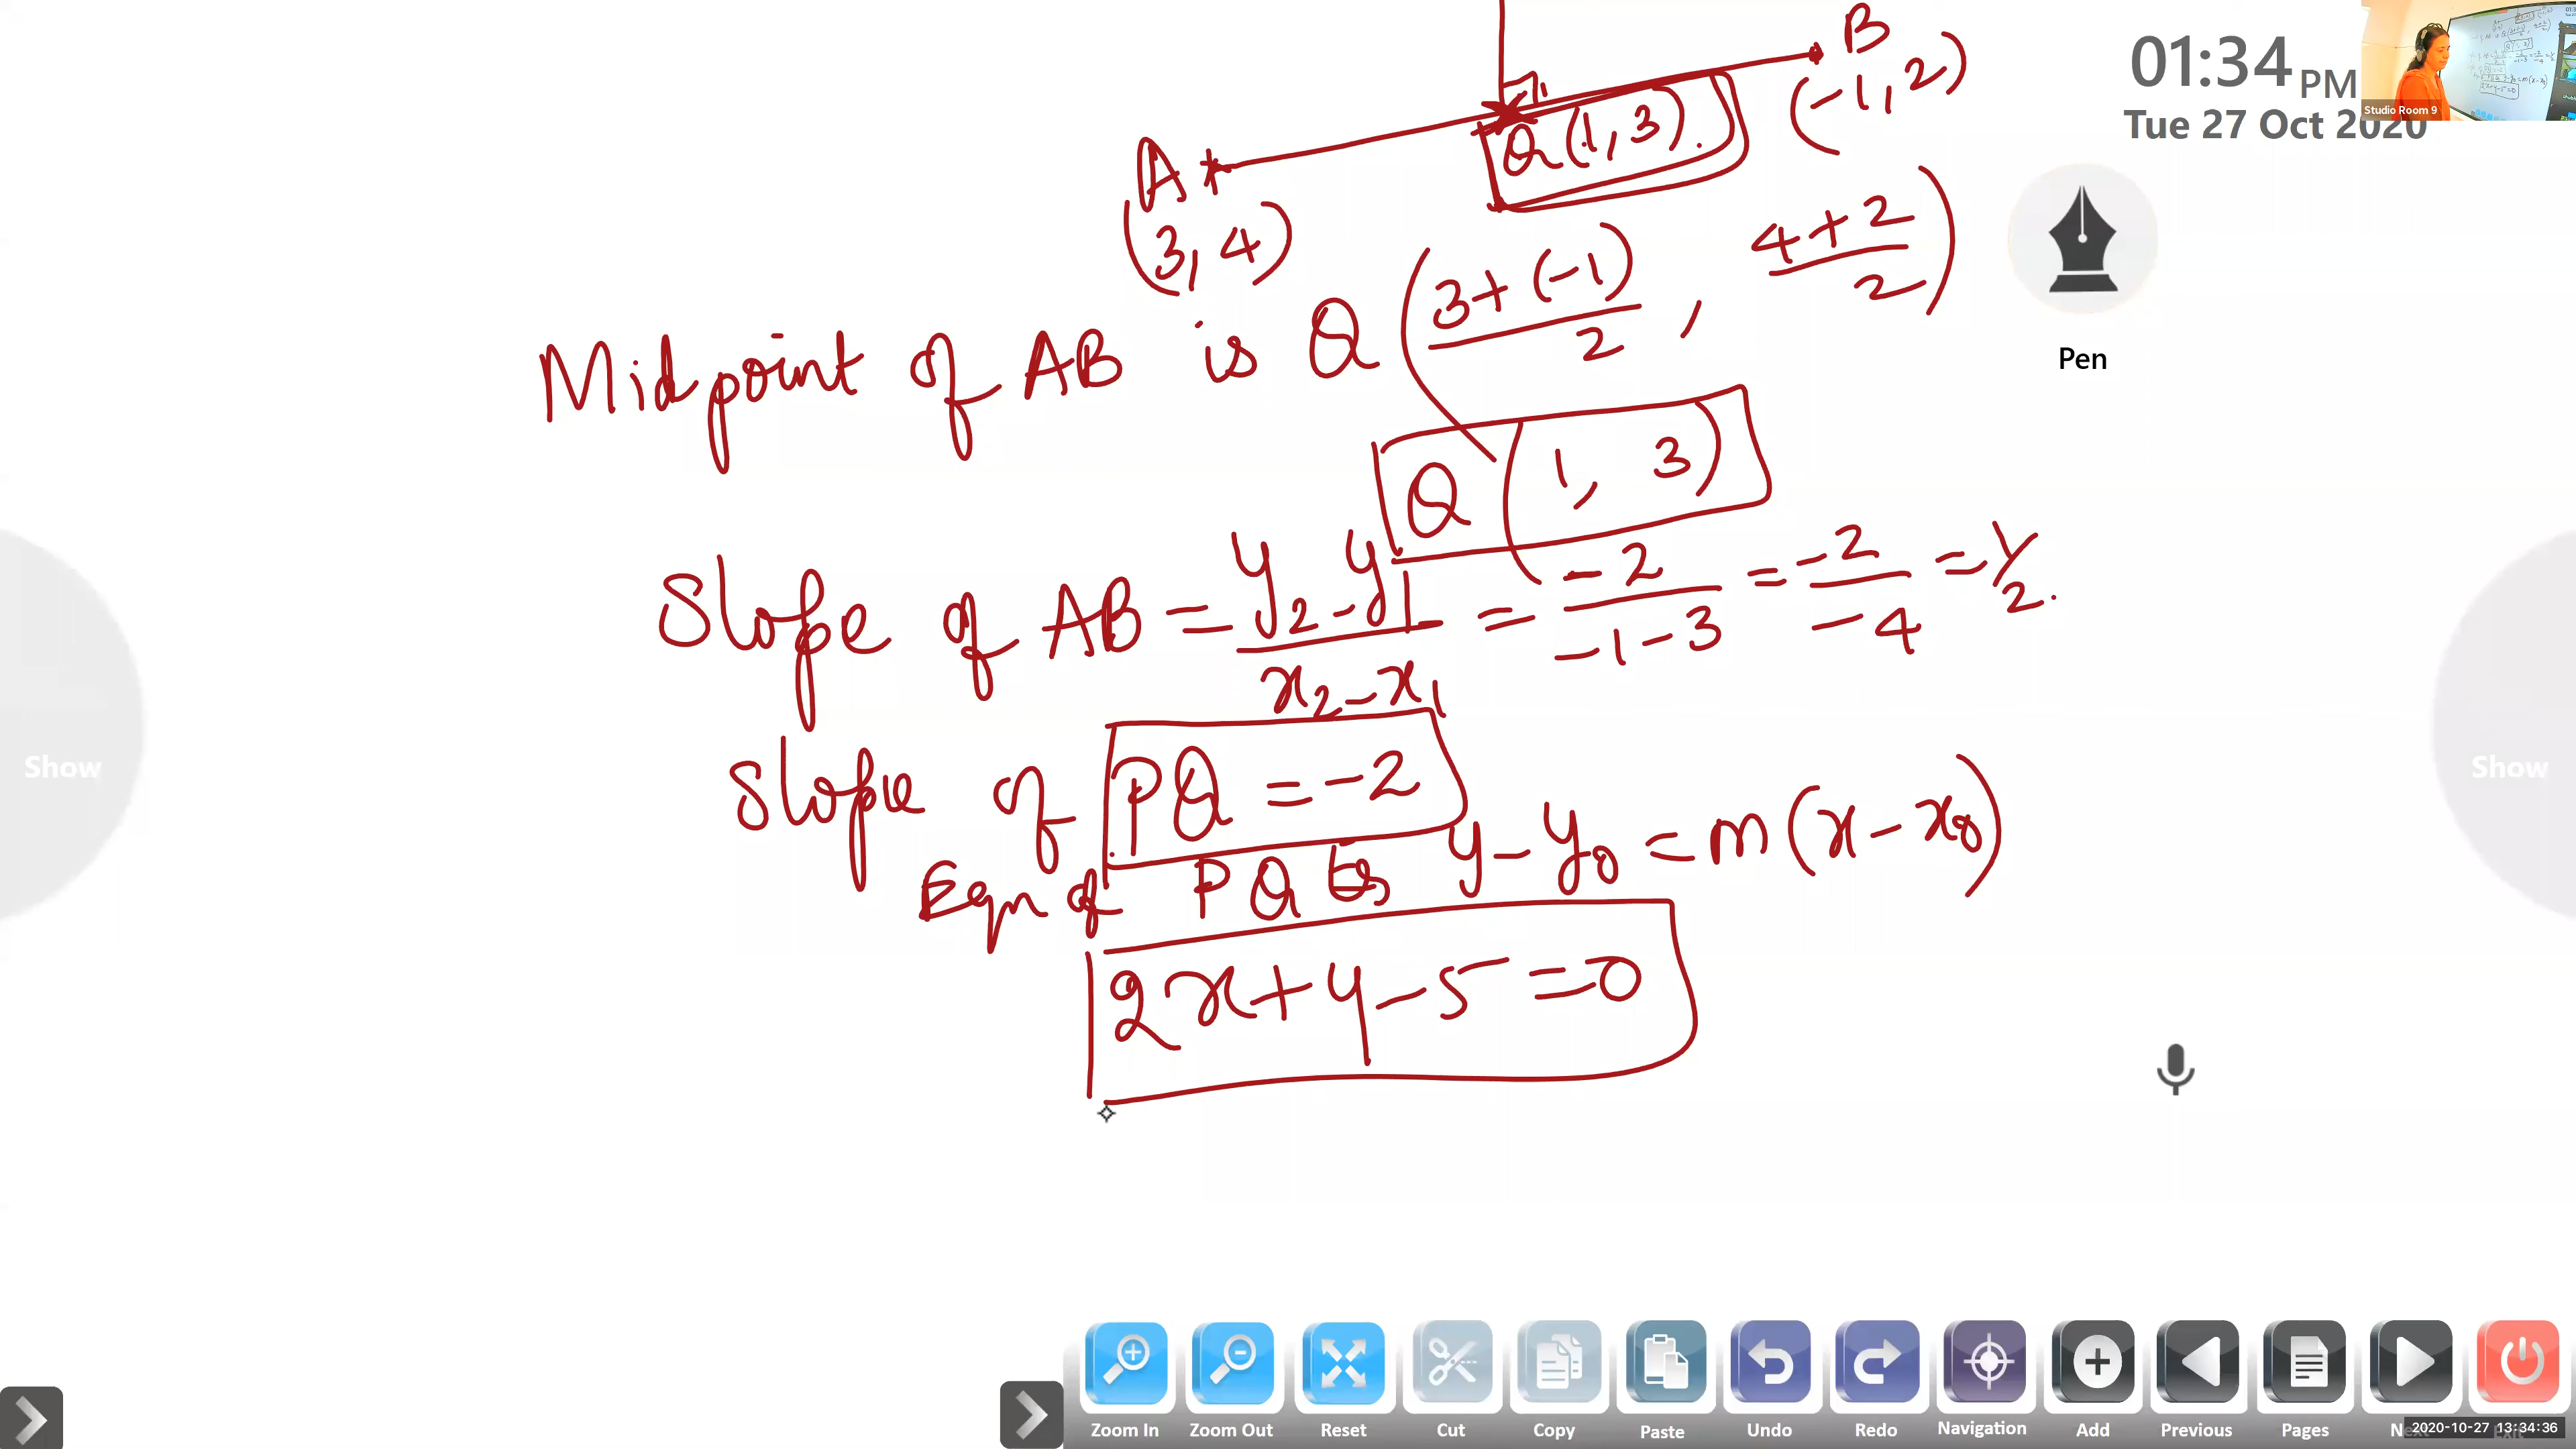 B
(-1, 2)
Q(1, 3).
A
(3, 4)
01:34 PM
Tue 27 Oct 2020
Studio Room 9
Pen
Midpoint of AB is Q (3+(-1)/2, 4+2/2)
Q (1, 3)
Slope of AB = y2-y1/x2-x1 = -2/-1-3 = -2/-4 = 1/2.
Slope of PQ = -2
Eqn of PQ is y-y0 = m(x-x0)
2x+y-5=0
Show
Show
Zoom In Zoom Out Reset Cut Copy Paste Undo Redo Navigation Add Previous Pages
2020-10-27 13:34:36